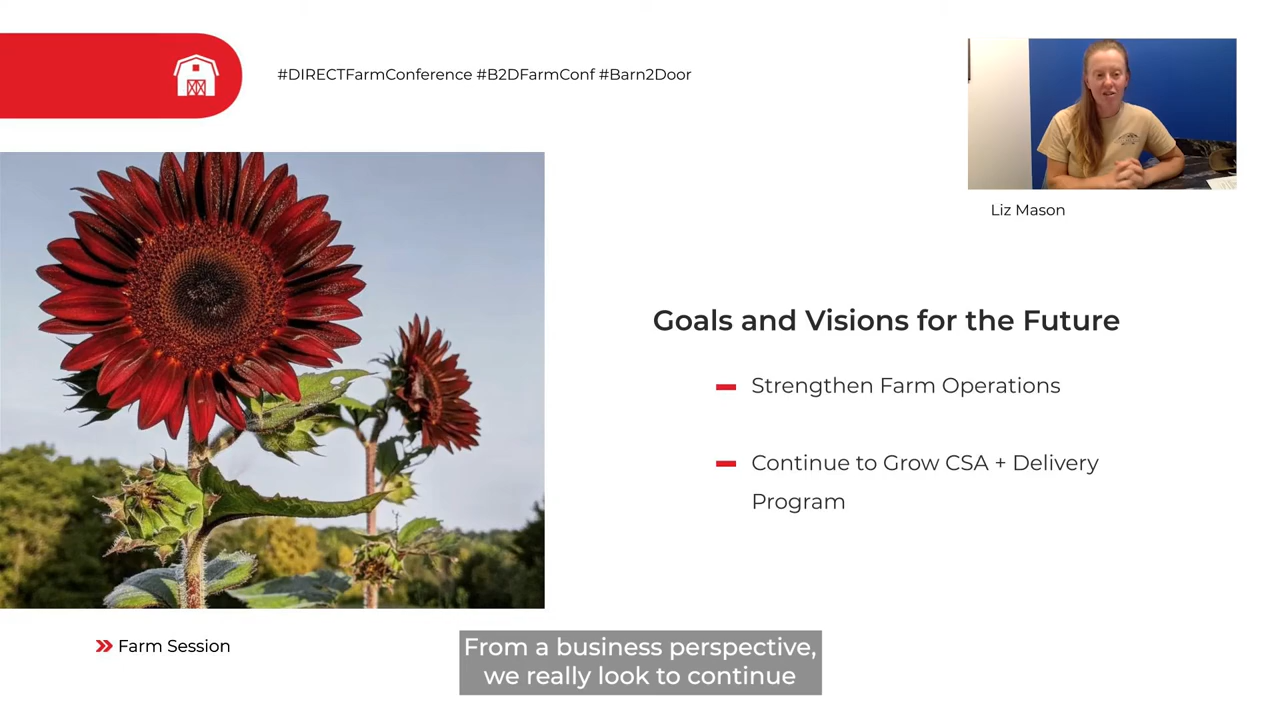 #DIRECTFarmConference #B2DFarmConf #Barn2Door
Liz Mason
Goals and Visions for the Future
Strengthen Farm Operations
Continue to Grow CSA + Delivery
Program
Farm Session
From a business perspective,
we really look to continue